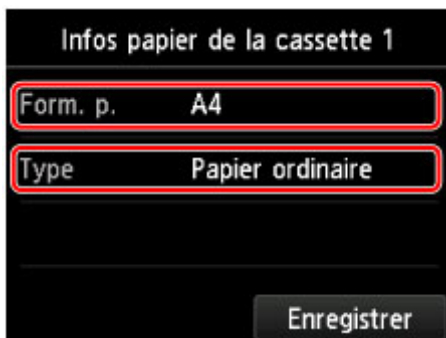 Infos papier de la cassette 1
Form. p. A4
Type Papier ordinaire
Enregistrer